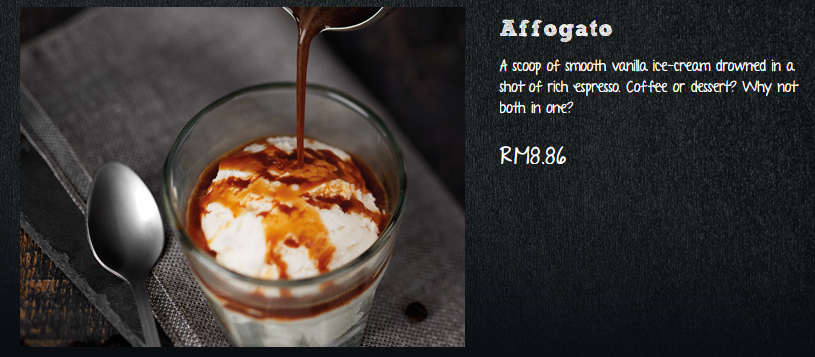 Affogato
A scoop of smooth vanilla ice-cream drowned in a
shot of rich espresso. Coffee or dessert? Why not
both in one?
RM8.86